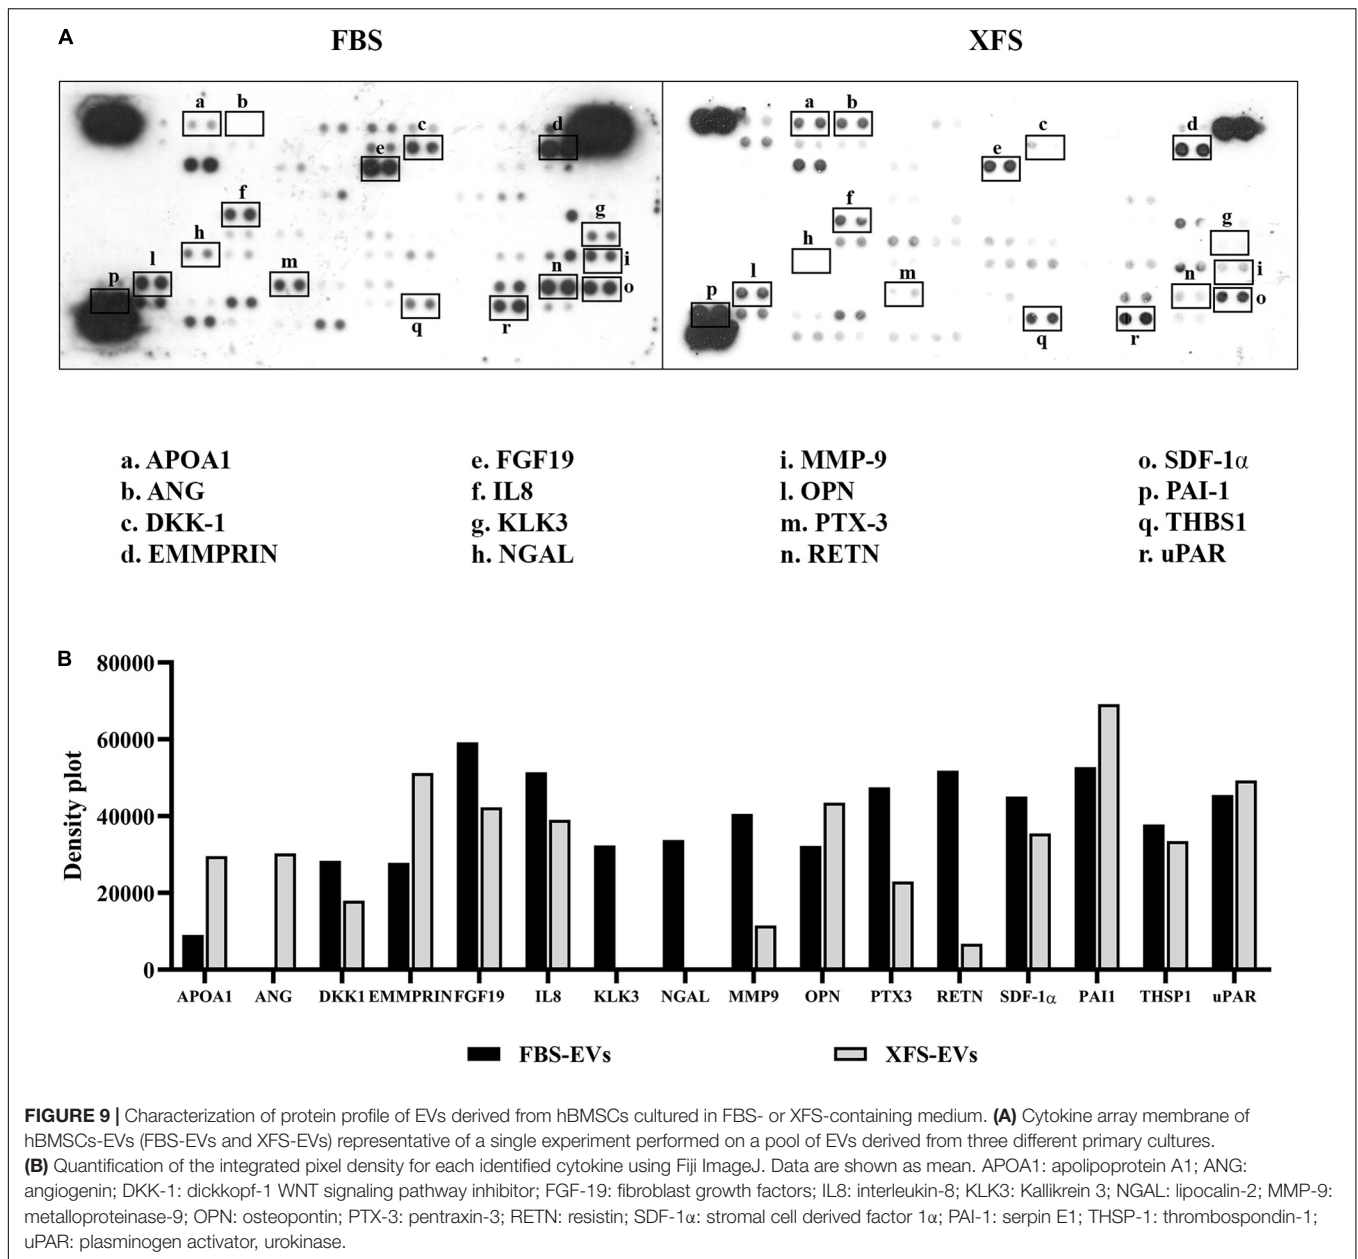 A
FBS
XFS
a
b
c
d
e
f
g
h
i
l
m
n
o
p
q
r
a
b
c
d
e
f
g
h
i
l
m
n
o
p
q
r
a. APOA1
b. ANG
c. DKK-1
d. EMMPRIN
e. FGF19
f. IL8
g. KLK3
h. NGAL
i. MMP-9
l. OPN
m. PTX-3
n. RETN
o. SDF-1α
p. PAI-1
q. THBS1
r. uPAR
B
Density plot
80000
60000
40000
20000
0
APOA1 ANG DKK1 EMMPRIN FGF19 IL8 KLK3 NGAL MMP9 OPN PTX3 RETN SDF-1α PAI1 THSP1 uPAR
FBS-EVs
XFS-EVs
FIGURE 9 | Characterization of protein profile of EVs derived from hBMSCs cultured in FBS- or XFS-containing medium. (A) Cytokine array membrane of
hBMSCs-EVs (FBS-EVs and XFS-EVs) representative of a single experiment performed on a pool of EVs derived from three different primary cultures.
(B) Quantification of the integrated pixel density for each identified cytokine using Fiji ImageJ. Data are shown as mean. APOA1: apolipoprotein A1; ANG:
angiogenin; DKK-1: dickkopf-1 WNT signaling pathway inhibitor; FGF-19: fibroblast growth factors; IL8: interleukin-8; KLK3: Kallikrein 3; NGAL: lipocalin-2; MMP-9:
metalloproteinase-9; OPN: osteopontin; PTX-3: pentraxin-3; RETN: resistin; SDF-1α: stromal cell derived factor 1α; PAI-1: serpin E1; THSP-1: thrombospondin-1;
uPAR: plasminogen activator, urokinase.